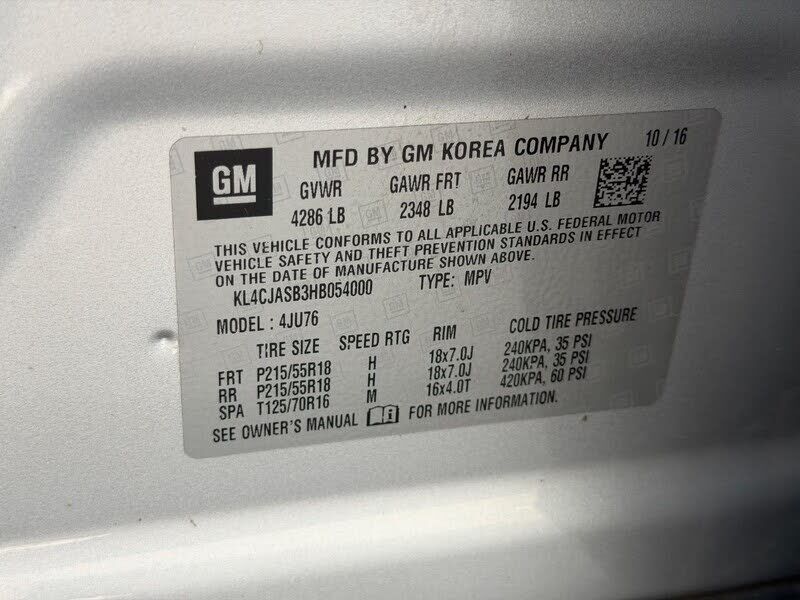 GM
MFD BY GM KOREA COMPANY 10 / 16
GVWR GAWR FRT GAWR RR
4286 LB 2348 LB 2194 LB
THIS VEHICLE CONFORMS TO ALL APPLICABLE U.S. FEDERAL MOTOR
VEHICLE SAFETY AND THEFT PREVENTION STANDARDS IN EFFECT
ON THE DATE OF MANUFACTURE SHOWN ABOVE.
KL4CJASB3HB054000 TYPE: MPV
MODEL : 4JU76
TIRE SIZE SPEED RTG RIM COLD TIRE PRESSURE
FRT P215/55R18 H 18x7.0J 240KPA, 35 PSI
RR P215/55R18 H 18x7.0J 240KPA, 35 PSI
SPA T125/70R16 M 16x4.0T 420KPA, 60 PSI
SEE OWNER'S MANUAL FOR MORE INFORMATION.